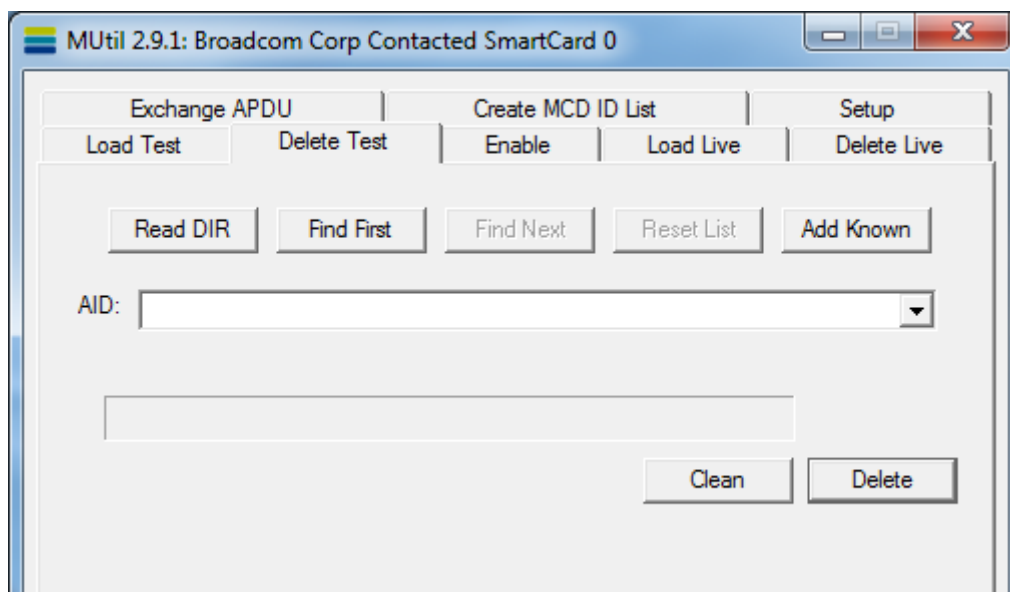 MUtil 2.9.1: Broadcom Corp Contacted SmartCard 0
Exchange APDU Create MCD ID List Setup
Load Test Delete Test Enable Load Live Delete Live
Read DIR Find First Find Next Reset List Add Known
AID:
Clean Delete